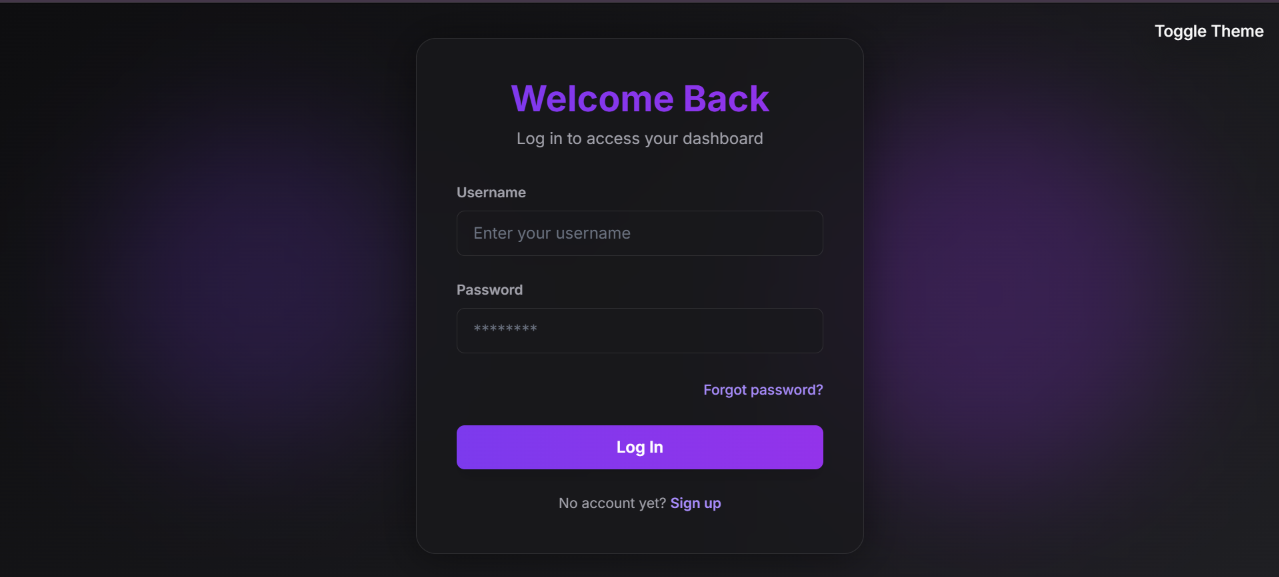 Toggle Theme
Welcome Back
Log in to access your dashboard
Username
Enter your username
Password
********
Forgot password?
Log In
No account yet? Sign up